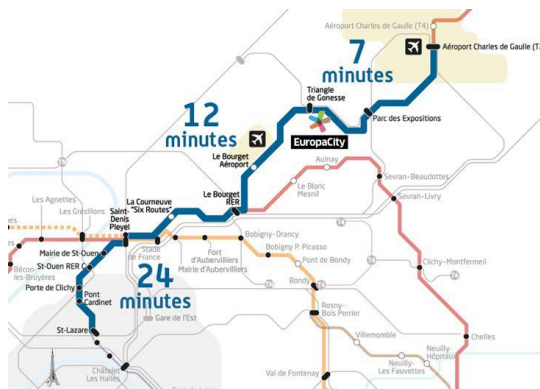 Aéroport Charles de Gaulle (T4)
7
minutes
Aéroport Charles de Gaulle (T
Triangle
de Gonesse
12
minutes
Parc des Expositions
EuropaCity
Le Bourget
Aéroport
Aulnay
Sevran-Beaudottes
Le Blanc
Mesnil
Sevran-Livry
Les Agnettes
La Courneuve
"Six Routes"
Le Bourget
RER
Les Grésillons
Saint-
Denis
Pleyel
Bobigny-Drancy
Stade
de France
Mairie de St-Ouen
Fort
d'Aubervilliers
Bobigny P. Picasso
Mairie d'Aubervilliers
Pont de Bondy
Bécon-
les-Bruyères
St-Ouen RER C
24
minutes
Clichy-Montfermeil
Porte de Clichy
Bondy
Pont
Cardinet
Gare de l'Est
Rosny-
Bois Perrier
St-Lazare
Villemomble
Chelles
Neuilly-
Les Fauvettes
Neuilly-
Hôpitaux
Châtelet
Les Halles
Val de Fontenay